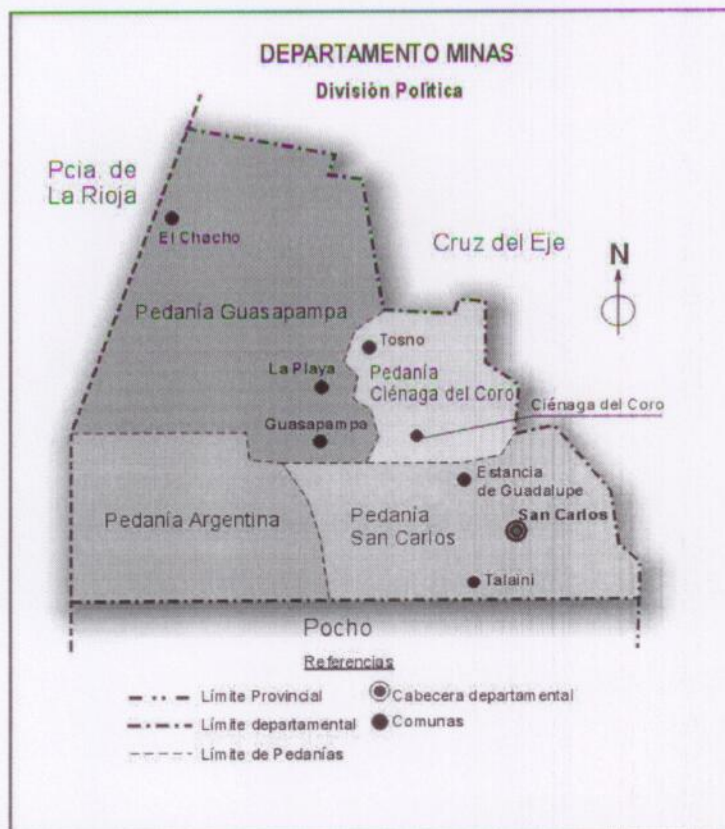 DEPARTAMENTO MINAS
División Política
Pcia. de
La Rioja
El Chacho
Cruz del Eje
N
Pedanía Guasapampa
Tosno
La Playa
Pedanía
Ciénaga del Coro
Ciénaga del Coro
Guasapampa
Estancia
de Guadalupe
Pedanía Argentina
Pedanía
San Carlos
San Carlos
Talaini
Pocho
Referencias
Límite Provincial
Cabecera departamental
Límite departamental
Comunas
Límite de Pedanías